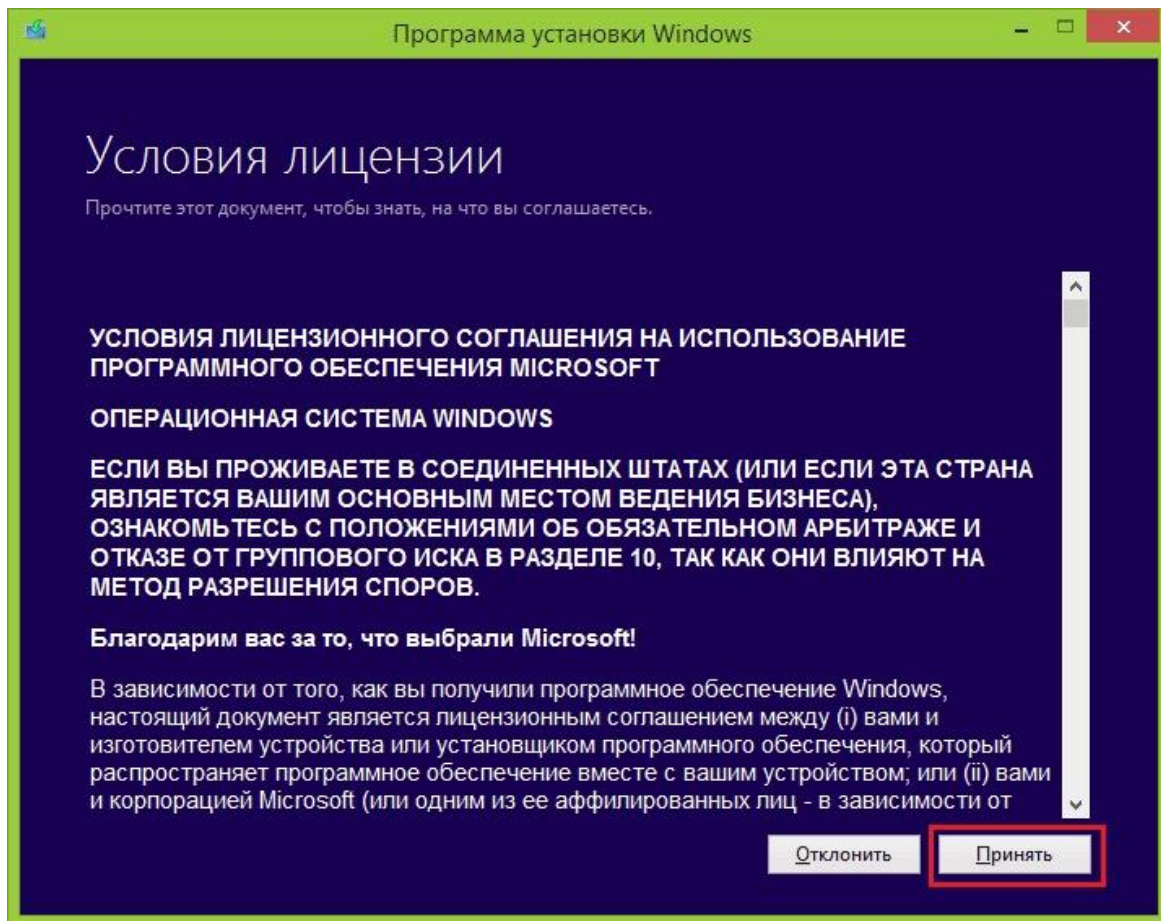 Программа установки Windows
Условия лицензии
Прочтите этот документ, чтобы знать, на что вы соглашаетесь.
УСЛОВИЯ ЛИЦЕНЗИОННОГО СОГЛАШЕНИЯ НА ИСПОЛЬЗОВАНИЕ
ПРОГРАММНОГО ОБЕСПЕЧЕНИЯ MICROSOFT
ОПЕРАЦИОННАЯ СИСТЕМА WINDOWS
ЕСЛИ ВЫ ПРОЖИВАЕТЕ В СОЕДИНЕННЫХ ШТАТАХ (ИЛИ ЕСЛИ ЭТА СТРАНА
ЯВЛЯЕТСЯ ВАШИМ ОСНОВНЫМ МЕСТОМ ВЕДЕНИЯ БИЗНЕСА),
ОЗНАКОМЬТЕСЬ С ПОЛОЖЕНИЯМИ ОБ ОБЯЗАТЕЛЬНОМ АРБИТРАЖЕ И
ОТКАЗЕ ОТ ГРУППОВОГО ИСКА В РАЗДЕЛЕ 10, ТАК КАК ОНИ ВЛИЯЮТ НА
МЕТОД РАЗРЕШЕНИЯ СПОРОВ.
Благодарим вас за то, что выбрали Microsoft!
В зависимости от того, как вы получили программное обеспечение Windows,
настоящий документ является лицензионным соглашением между (i) вами и
изготовителем устройства или установщиком программного обеспечения, который
распространяет программное обеспечение вместе с вашим устройством; или (ii) вами
и корпорацией Microsoft (или одним из ее аффилированных лиц - в зависимости от
Отклонить
Принять